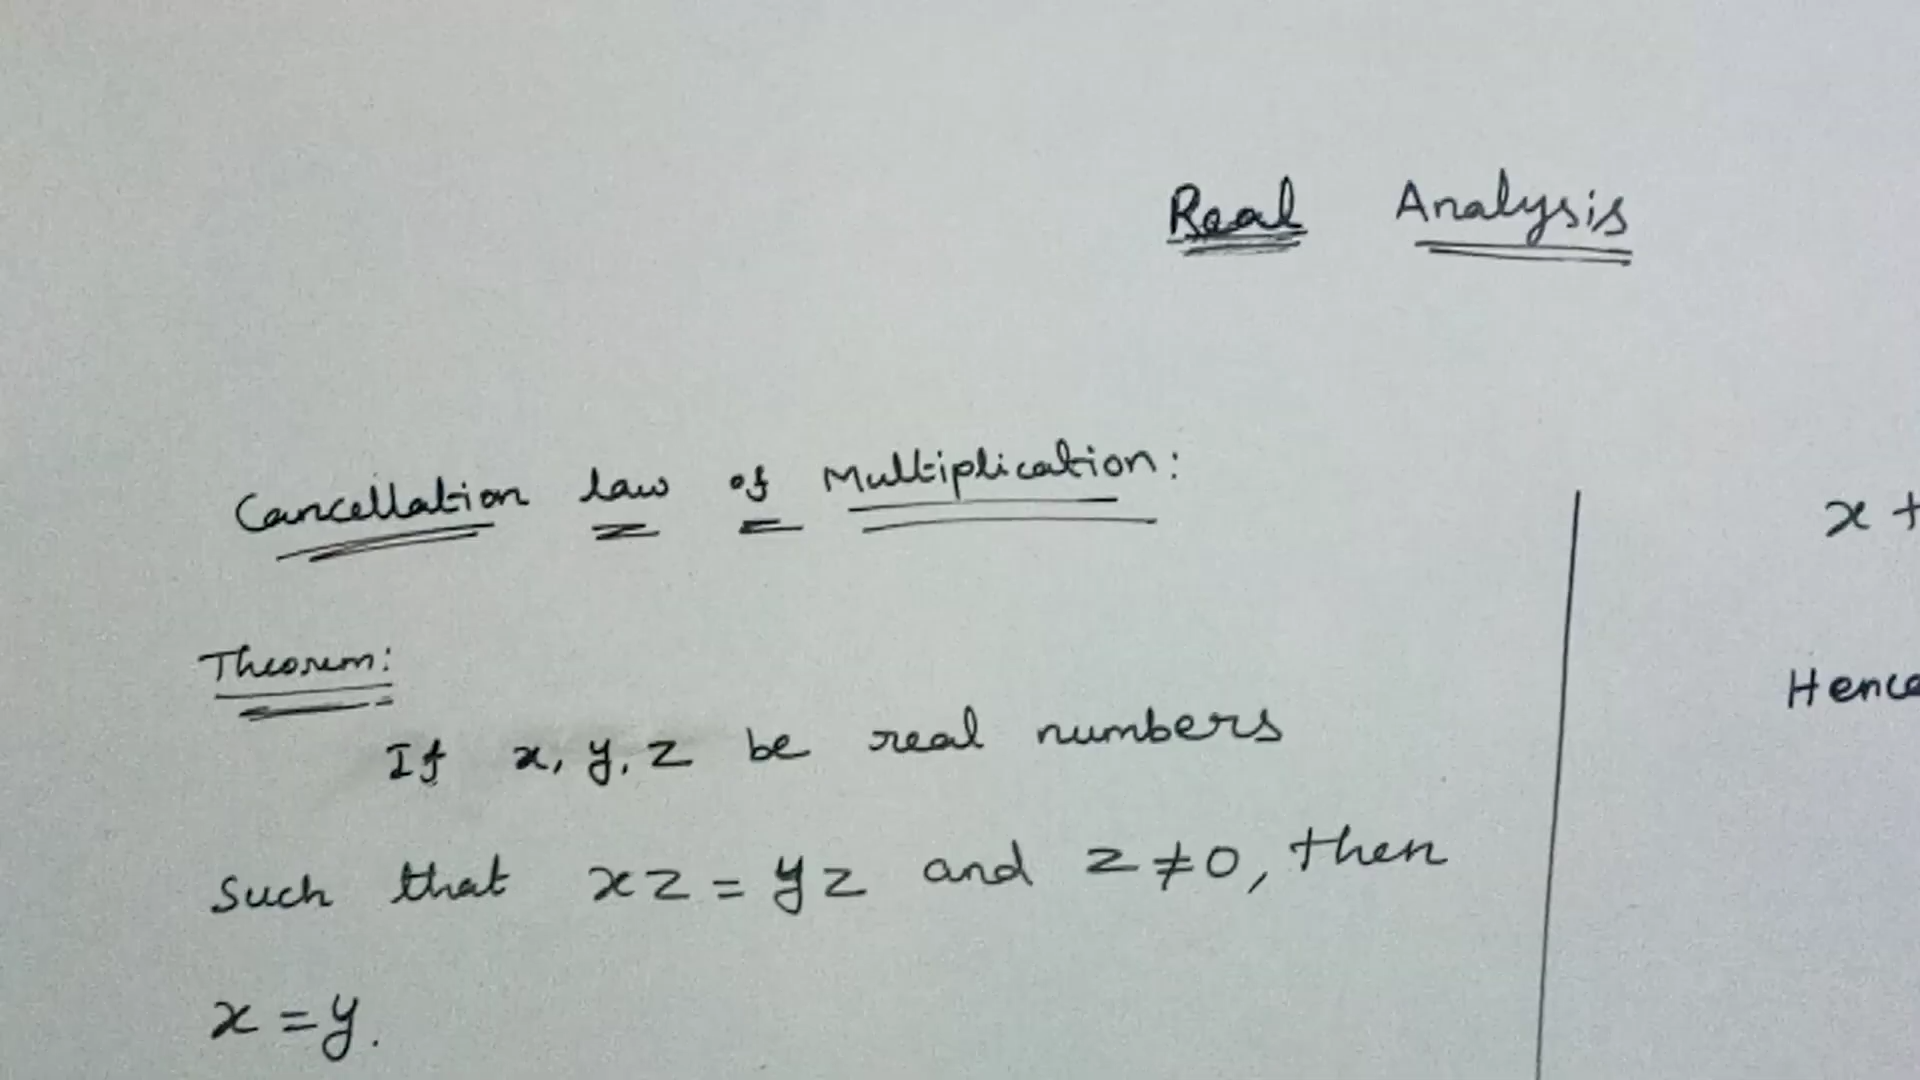 Real Analysis
Cancellation law of Multiplication:
Theorem:
If x, y, z be real numbers
such that xz = yz and z ≠ 0, then
x = y.
x +
Hence